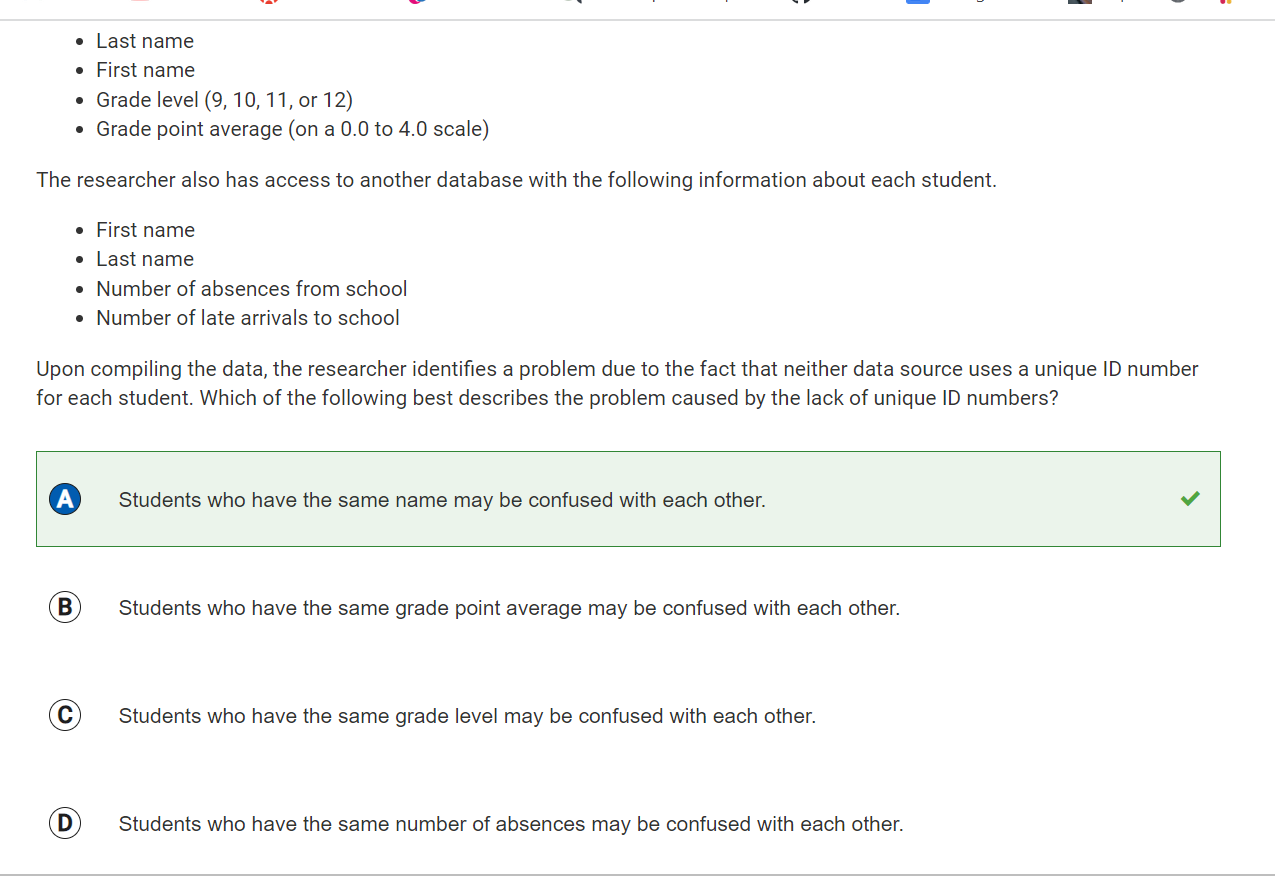 • Last name
• First name
• Grade level (9, 10, 11, or 12)
• Grade point average (on a 0.0 to 4.0 scale)
The researcher also has access to another database with the following information about each student.
• First name
• Last name
• Number of absences from school
• Number of late arrivals to school
Upon compiling the data, the researcher identifies a problem due to the fact that neither data source uses a unique ID number
for each student. Which of the following best describes the problem caused by the lack of unique ID numbers?
A Students who have the same name may be confused with each other.
B Students who have the same grade point average may be confused with each other.
C Students who have the same grade level may be confused with each other.
D Students who have the same number of absences may be confused with each other.